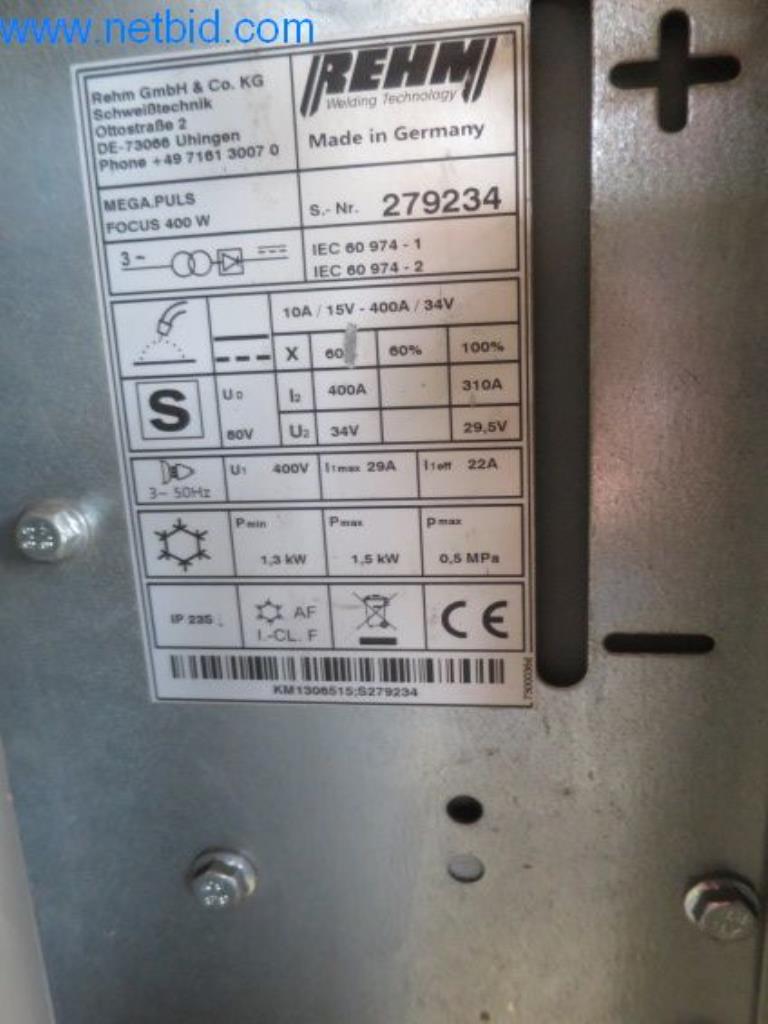 www.netbid.com
Rehm GmbH & Co. KG
Schweißtechnik
Ottostraße 2
DE-73066 Uhingen
Phone +49 7161 3007 0
REHM
Welding Technology
Made in Germany
MEGA.PULS
FOCUS 400 W
S.- Nr. 279234
3 ~
IEC 60 974 - 1
IEC 60 974 - 2
10A / 15V - 400A / 34V
X 60 60% 100%
S
U0 I2 400A 310A
60V U2 34V 29,5V
3~ 50Hz
U1 400V I1max 29A I1eff 22A
Pmin Pmax pmax
1,3 kW 1,5 kW 0,5 MPa
IP 23S
AF
I.-CL. F
CE
KM1306515;S279234